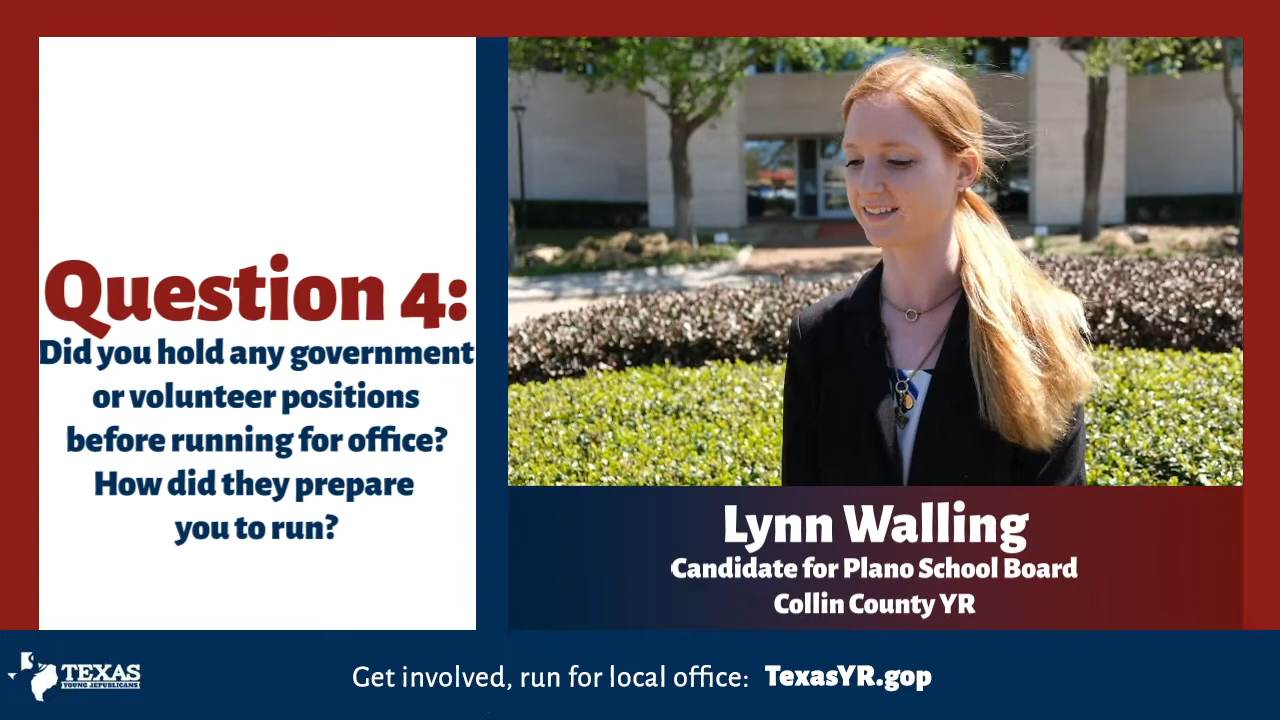 Question 4:
Did you hold any government
or volunteer positions
before running for office?
How did they prepare
you to run?
Lynn Walling
Candidate for Plano School Board
Collin County YR
TEXAS
YOUNG REPUBLICANS
Get involved, run for local office: TexasYR.gop